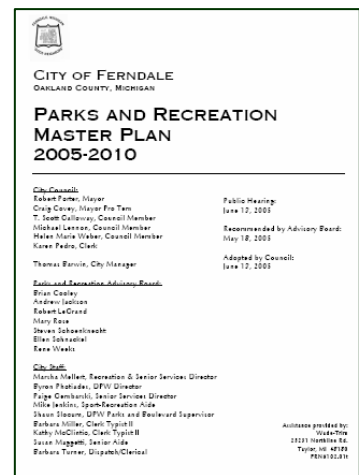 CITY OF FERNDALE
OAKLAND COUNTY, MICHIGAN
PARKS AND RECREATION
MASTER PLAN
2005-2010
City Council:
Robert Porter, Mayor
Craig Covey, Mayor Pro Tem
T. Scott Galloway, Council Member
Michael Lennon, Council Member
Helen Marie Weber, Council Member
Karen Pedro, Clerk
Thomas Barwin, City Manager
Public Hearing:
June 13, 2005
Recommended by Advisory Board:
May 18, 2005
Adopted by Council:
June 13, 2005
Parks and Recreation Advisory Board:
Brian Cooley
Andrew Jackson
Robert LeGrand
Mary Rose
Steven Schoenknecht
Ellen Schnackel
Rene Weeks
City Staff:
Marsha Mellert, Recreation & Senior Services Director
Byron Photiades, DPW Director
Paige Gembarski, Senior Services Director
Mike Jenkins, Sport-Recreation Aide
Shaun Slocum, DPW Parks and Boulevard Supervisor
Barbara Miller, Clerk Typist II
Kathy McClintic, Clerk Typist II
Susan Maggetti, Senior Aide
Barbara Turner, Dispatch/Clerical
Assistance provided by:
Wade-Trim
25251 Northline Rd.
Taylor, MI 48180